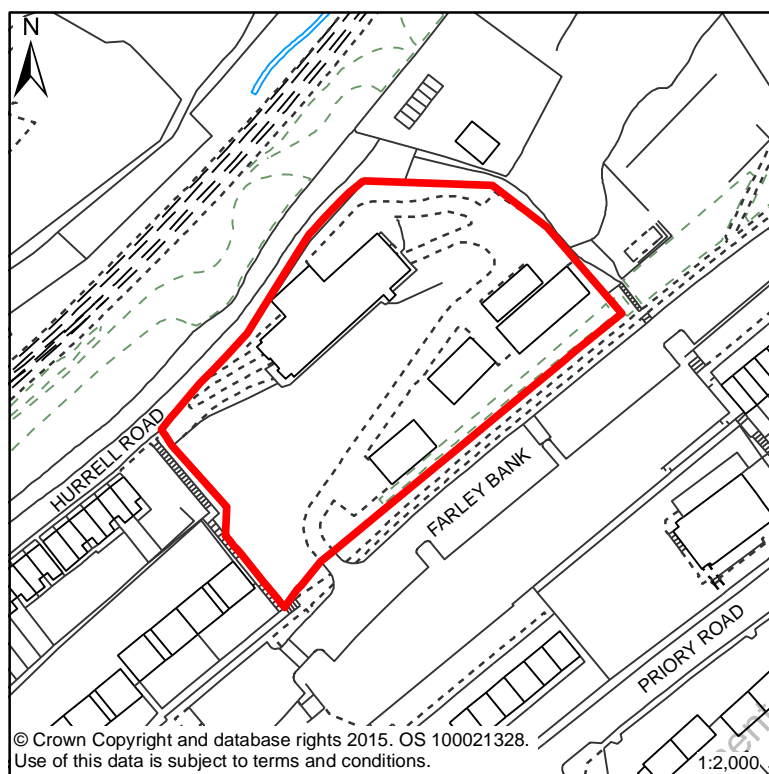 N
HURRELL ROAD
FARLEY BANK
PRIORY ROAD
© Crown Copyright and database rights 2015. OS 100021328.
Use of this data is subject to terms and conditions.
1:2,000